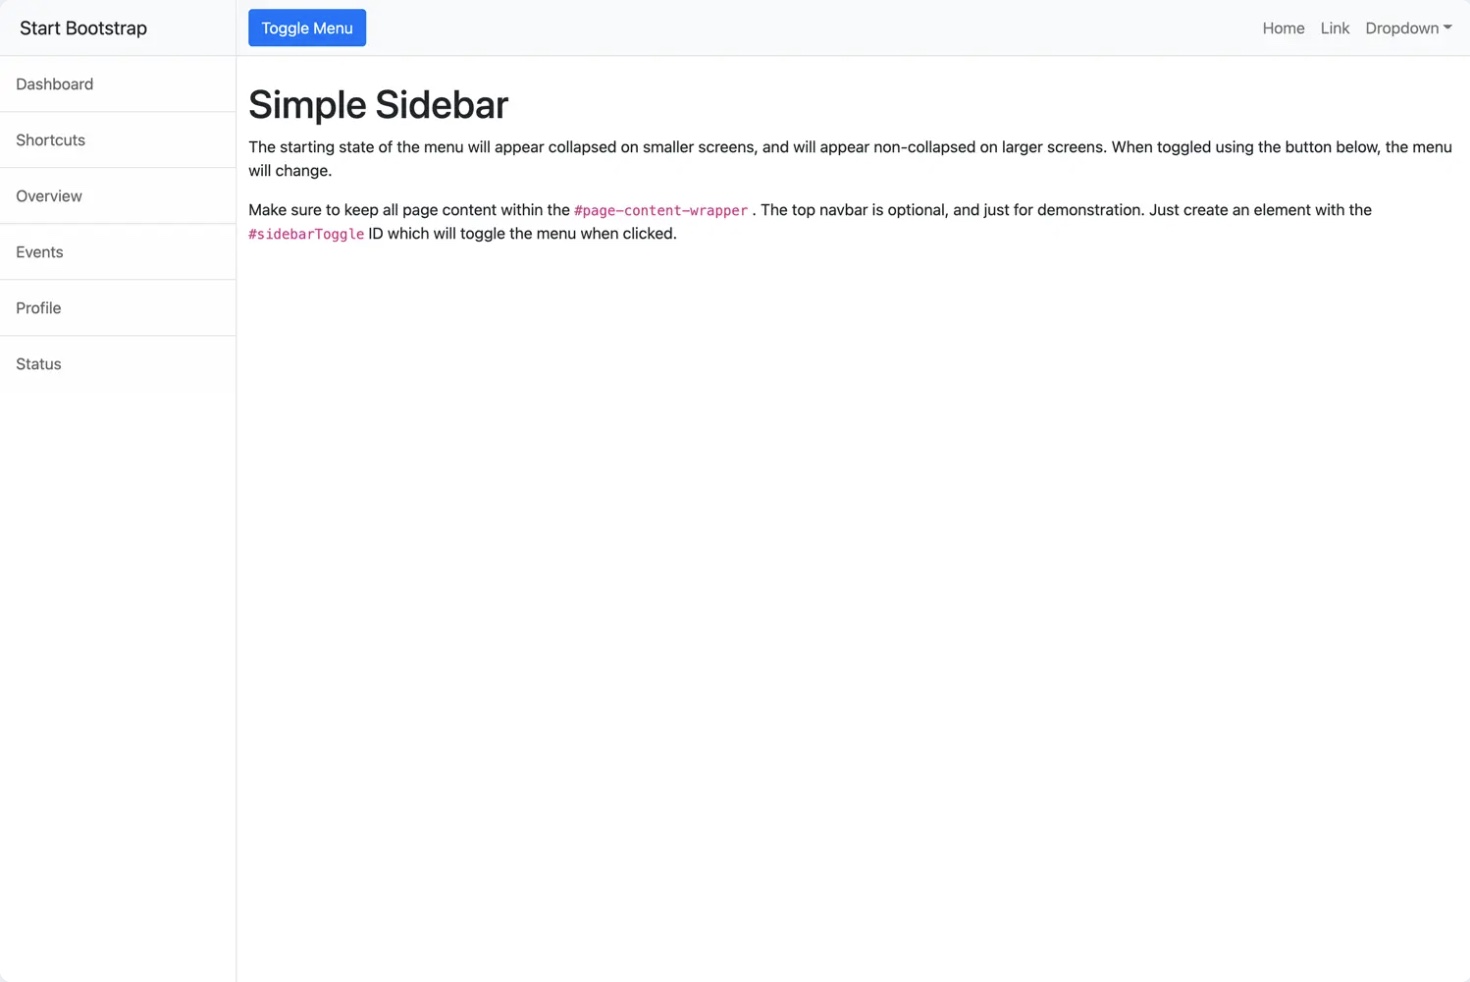 Start Bootstrap
Toggle Menu
Home Link Dropdown
Dashboard
Shortcuts
Overview
Events
Profile
Status
Simple Sidebar
The starting state of the menu will appear collapsed on smaller screens, and will appear non-collapsed on larger screens. When toggled using the button below, the menu
will change.
Make sure to keep all page content within the #page-content-wrapper . The top navbar is optional, and just for demonstration. Just create an element with the
#sidebarToggle ID which will toggle the menu when clicked.